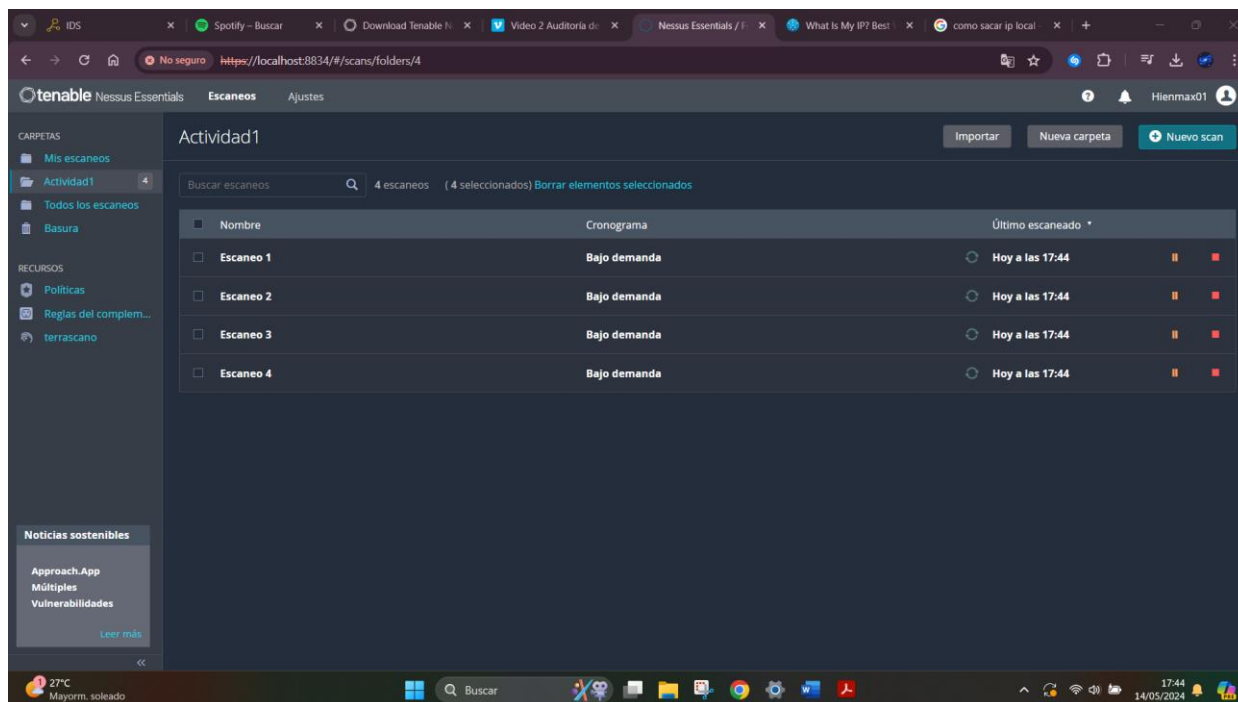 IDS
Spotify – Buscar
Download Tenable N
Video 2 Auditoría de
Nessus Essentials / F
What Is My IP? Best
como sacar ip local
No seguro https://localhost:8834/#/scans/folders/4
tenable Nessus Essentials Escaneos Ajustes
Hienmax01
CARPETAS
Mis escaneos
Actividad1 4
Todos los escaneos
Basura
RECURSOS
Políticas
Reglas del complem...
terrascano
Actividad1
Importar Nueva carpeta Nuevo scan
Buscar escaneos 4 escaneos ( 4 seleccionados) Borrar elementos seleccionados
Nombre Cronograma Último escaneado
Escaneo 1 Bajo demanda Hoy a las 17:44
Escaneo 2 Bajo demanda Hoy a las 17:44
Escaneo 3 Bajo demanda Hoy a las 17:44
Escaneo 4 Bajo demanda Hoy a las 17:44
Noticias sostenibles
Approach.App
Múltiples
Vulnerabilidades
Leer más
1
27°C
Mayorm. soleado
Buscar
17:44
14/05/2024